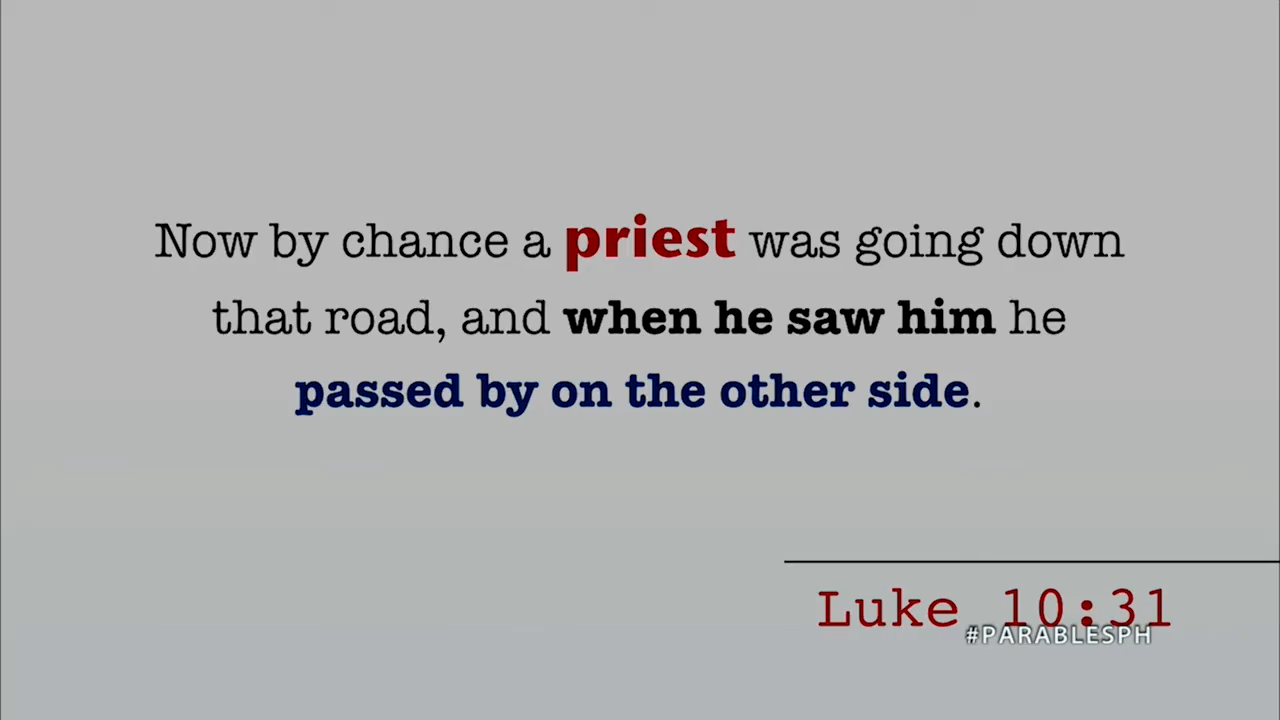 Now by chance a priest was going down
that road, and when he saw him he
passed by on the other side.
Luke 10:31
#PARABLESPH